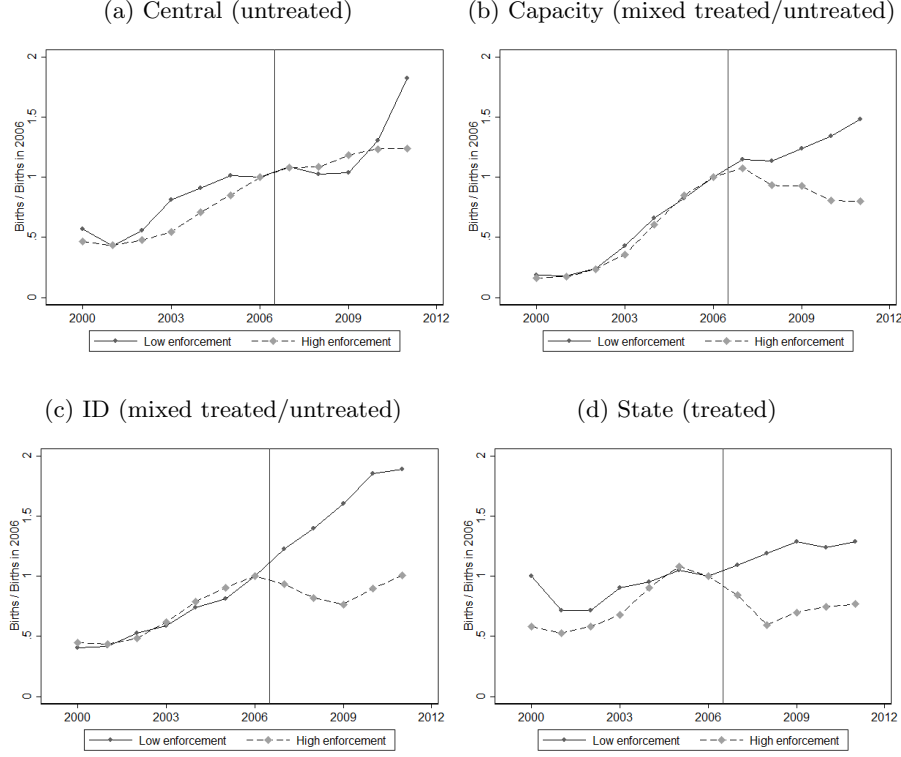 (a) Central (untreated)
Births / Births in 2006
0 .5 1 1.5 2
2000 2003 2006 2009 2012
Low enforcement High enforcement
(b) Capacity (mixed treated/untreated)
Births / Births in 2006
0 .5 1 1.5 2
2000 2003 2006 2009 2012
Low enforcement High enforcement
(c) ID (mixed treated/untreated)
Births / Births in 2006
0 .5 1 1.5 2
2000 2003 2006 2009 2012
Low enforcement High enforcement
(d) State (treated)
Births / Births in 2006
0 .5 1 1.5 2
2000 2003 2006 2009 2012
Low enforcement High enforcement